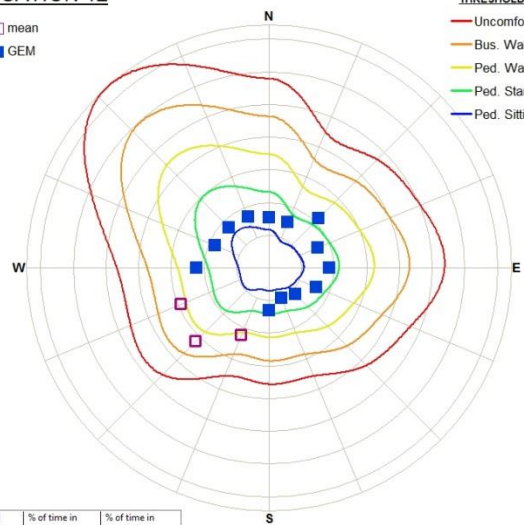 N
mean
GEM
Uncomfo
Bus. Wa
Ped. Wa
Ped. Sta
Ped. Sitti
W
E
S
% of time in
% of time in